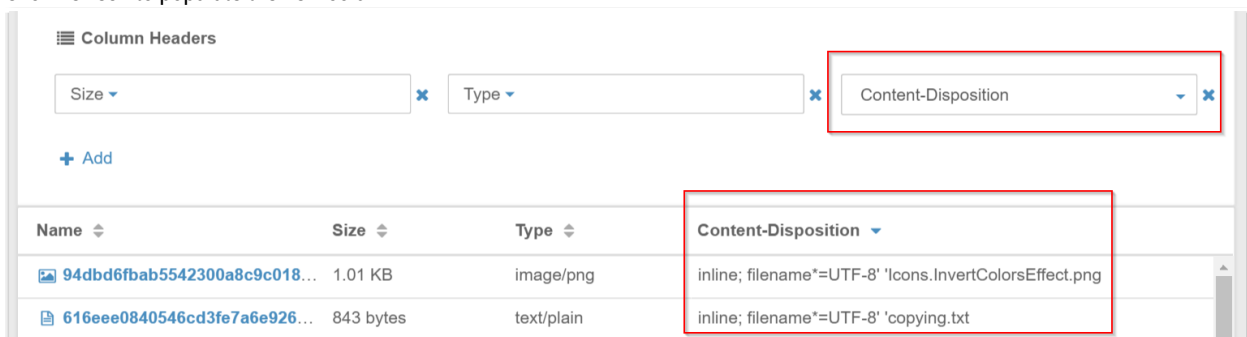 Column Headers
Size Type Content-Disposition
Add
Name Size Type Content-Disposition
94dbd6fbab5542300a8c9c018... 1.01 KB image/png inline; filename*=UTF-8' 'Icons.InvertColorsEffect.png
616eee0840546cd3fe7a6e926... 843 bytes text/plain inline; filename*=UTF-8' 'copying.txt